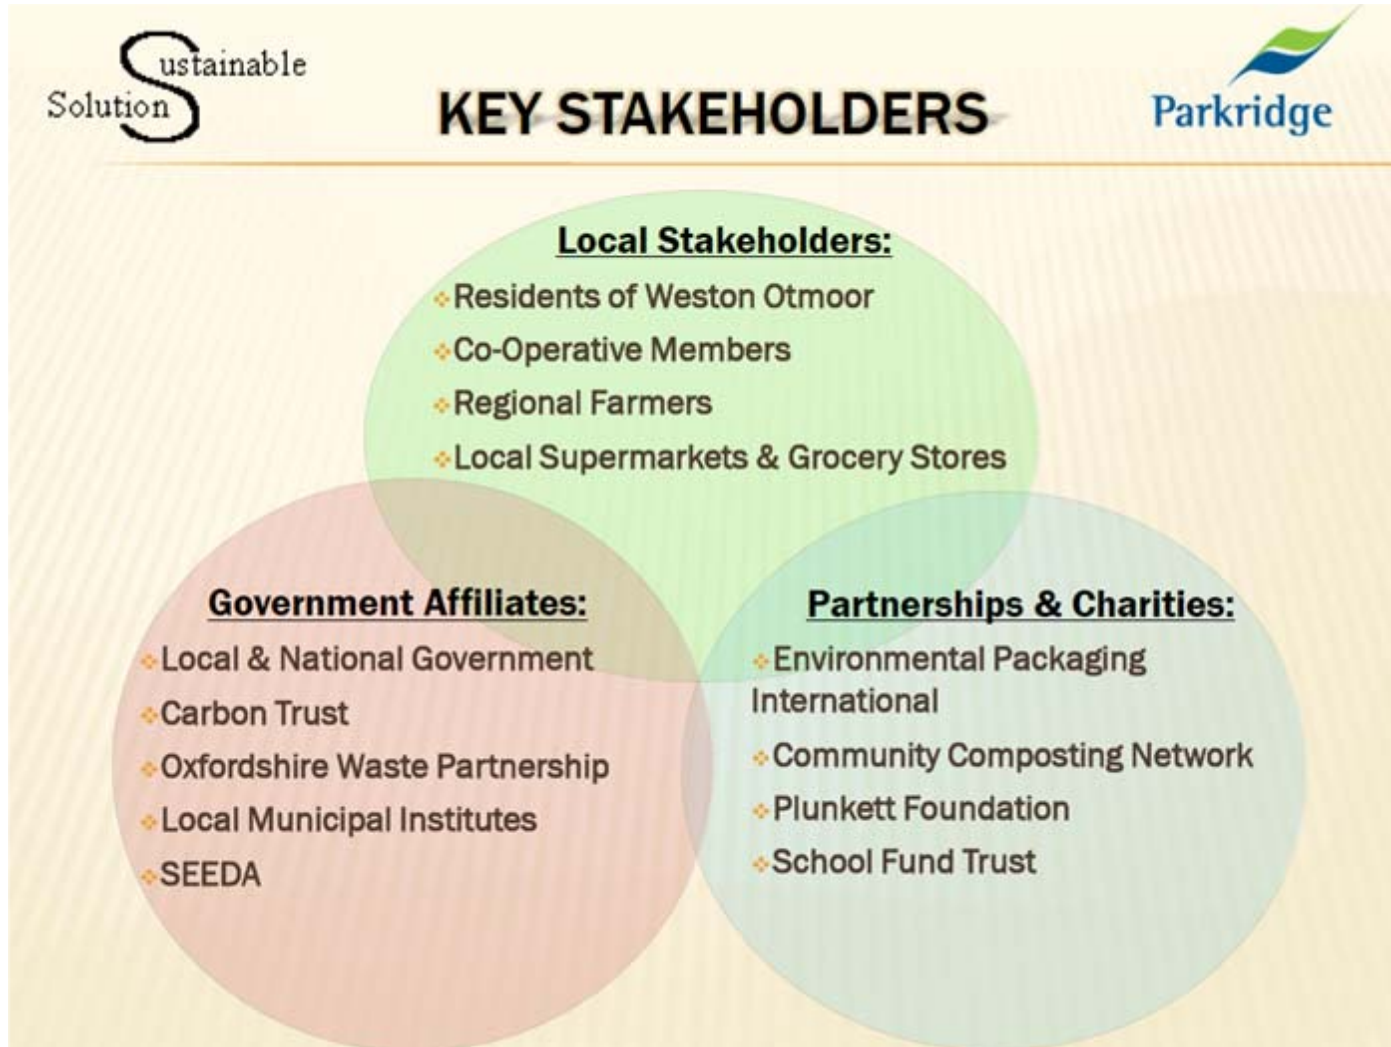 Sustainable
Solution
KEY STAKEHOLDERS
Parkridge
Local Stakeholders:
Residents of Weston Otmoor
Co-Operative Members
Regional Farmers
Local Supermarkets & Grocery Stores
Government Affiliates:
Local & National Government
Carbon Trust
Oxfordshire Waste Partnership
Local Municipal Institutes
SEEDA
Partnerships & Charities:
Environmental Packaging
International
Community Composting Network
Plunkett Foundation
School Fund Trust